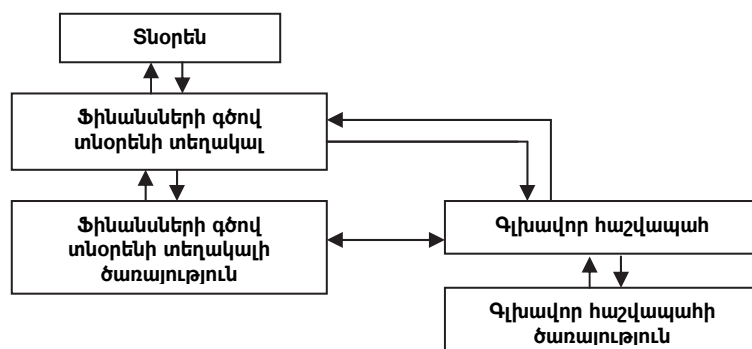 Տնօրեն
Ֆինանսների գծով
տնօրենի տեղակալ
Ֆինանսների գծով
տնօրենի տեղակալի
ծառայություն
Գլխավոր հաշվապահ
Գլխավոր հաշվապահի
ծառայություն